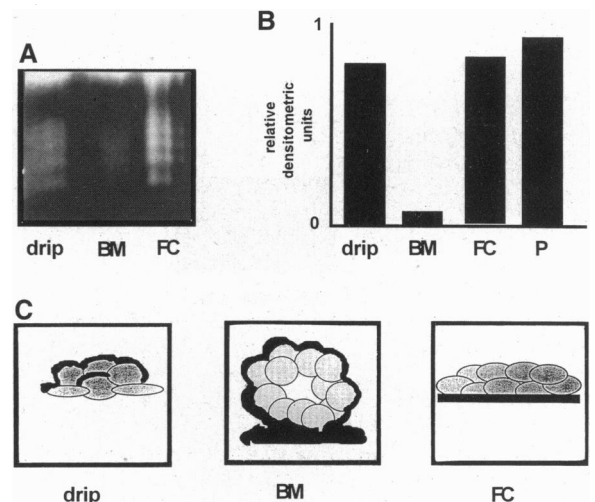 A
drip BM FC
B
1
relative
densitometric
units
0
drip BM FC P
C
drip BM FC